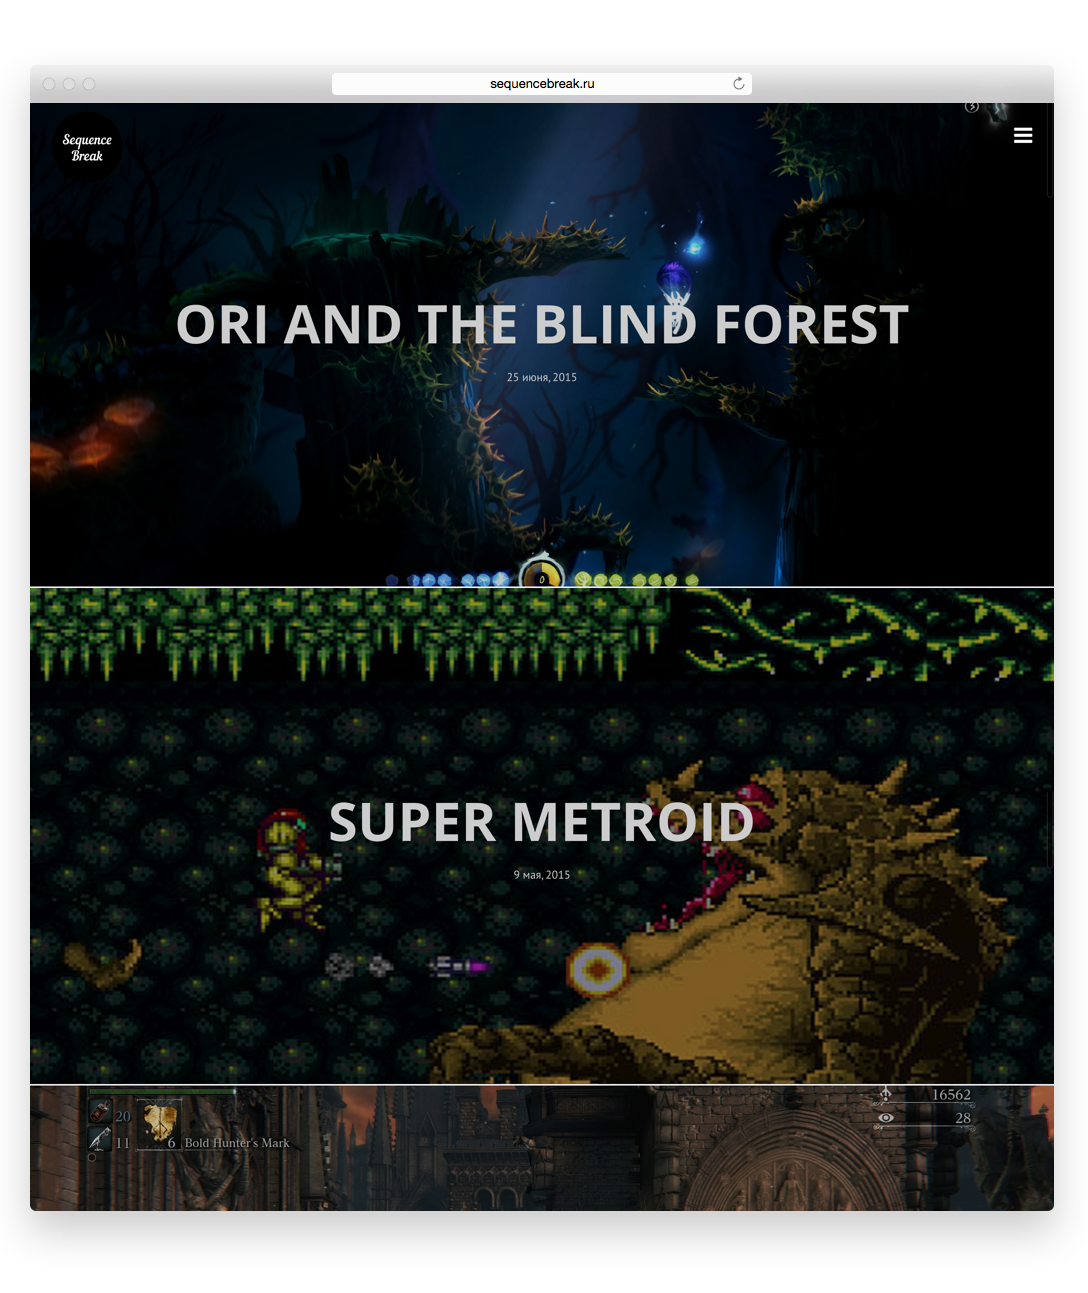 sequencebreak.ru
Sequence
Break
ORI AND THE BLIND FOREST
25 июня, 2015
0
SUPER METROID
9 мая, 2015
20
11
6
Bold Hunter's Mark
16562
28